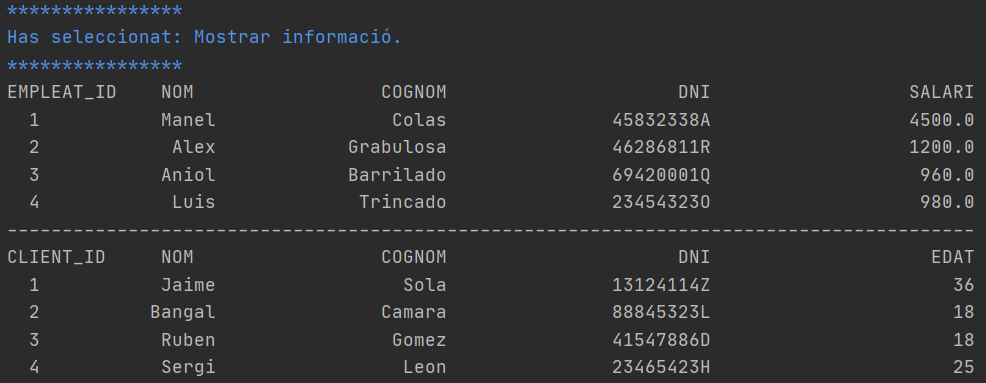 ****************
Has seleccionat: Mostrar informació.
****************
EMPLEAT_ID NOM COGNOM DNI SALARI
1 Manel Colas 45832338A 4500.0
2 Alex Grabulosa 46286811R 1200.0
3 Aniol Barrilado 69420001Q 960.0
4 Luis Trincado 23454323O 980.0
----------------------------------------------------------------------------------------
CLIENT_ID NOM COGNOM DNI EDAT
1 Jaime Sola 13124114Z 36
2 Bangal Camara 88845323L 18
3 Ruben Gomez 41547886D 18
4 Sergi Leon 23465423H 25